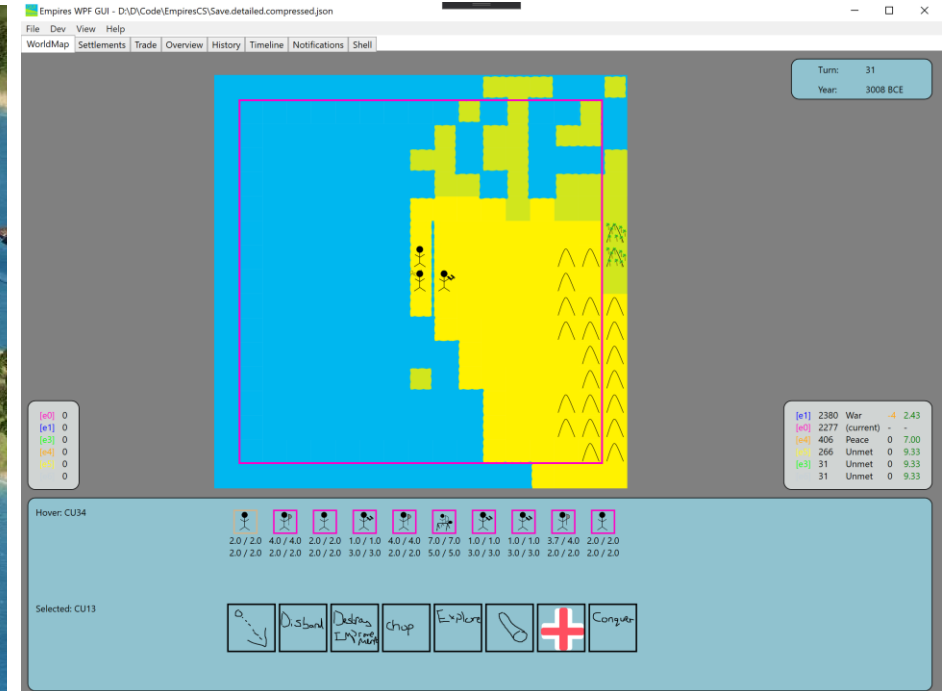 Empires WPF GUI - D:\D\Code\EmpiresCS\Save.detailed.compressed.json
File Dev View Help
WorldMap Settlements Trade Overview History Timeline Notifications Shell
Turn: 31
Year: 3008 BCE
[e0] 0
[e1] 0
[e3] 0
[e4] 0
0
0
[e1] 2380 War -4 2.43
[e0] 2277 (current) - -
[e4] 406 Peace 0 7.00
266 Unmet 0 9.33
[e3] 31 Unmet 0 9.33
31 Unmet 0 9.33
Hover: CU34
2.0 / 2.0 4.0 / 4.0 2.0 / 2.0 1.0 / 1.0 4.0 / 4.0 7.0 / 7.0 1.0 / 1.0 1.0 / 1.0 3.7 / 4.0 2.0 / 2.0
2.0 / 2.0 2.0 / 2.0 2.0 / 2.0 3.0 / 3.0 2.0 / 2.0 5.0 / 5.0 3.0 / 3.0 3.0 / 3.0 2.0 / 2.0 2.0 / 2.0
Selected: CU13
Disband
Destroy
chop
Explore
Conquer